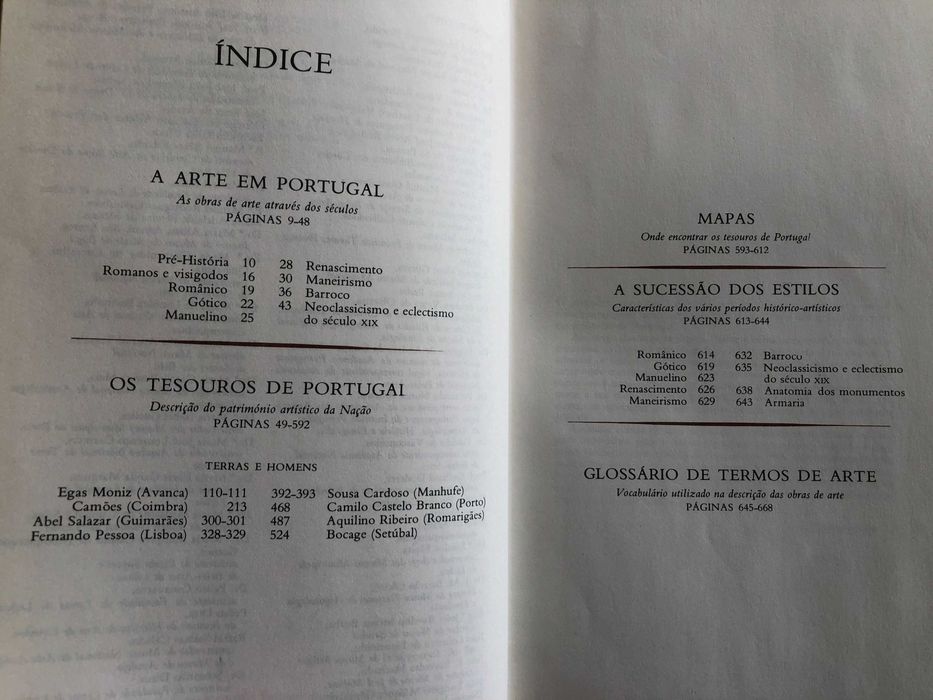 ÍNDICE
A ARTE EM PORTUGAL
As obras de arte através dos séculos
PÁGINAS 9-48
Pré-História 10
Romanos e visigodos 16
Românico 19
Gótico 22
Manuelino 25
28 Renascimento
30 Maneirismo
36 Barroco
43 Neoclassicismo e eclectismo
do século XIX
OS TESOUROS DE PORTUGAL
Descrição do património artístico da Nação
PÁGINAS 49-592
TERRAS E HOMENS
Egas Moniz (Avanca) 110-111
Camões (Coimbra) 213
Abel Salazar (Guimarães) 300-301
Fernando Pessoa (Lisboa) 328-329
392-393 Sousa Cardoso (Manhufe)
468 Camilo Castelo Branco (Porto)
487 Aquilino Ribeiro (Romarigães)
524 Bocage (Setúbal)
MAPAS
Onde encontrar os tesouros de Portugal
PÁGINAS 593-612
A SUCESSÃO DOS ESTILOS
Características dos vários períodos histórico-artísticos
PÁGINAS 613-644
Românico 614
Gótico 619
Manuelino 623
Renascimento 626
Maneirismo 629
632 Barroco
635 Neoclassicismo e eclectismo
do século XIX
638 Anatomia dos monumentos
643 Armaria
GLOSSÁRIO DE TERMOS DE ARTE
Vocabulário utilizado na descrição das obras de arte
PÁGINAS 645-668